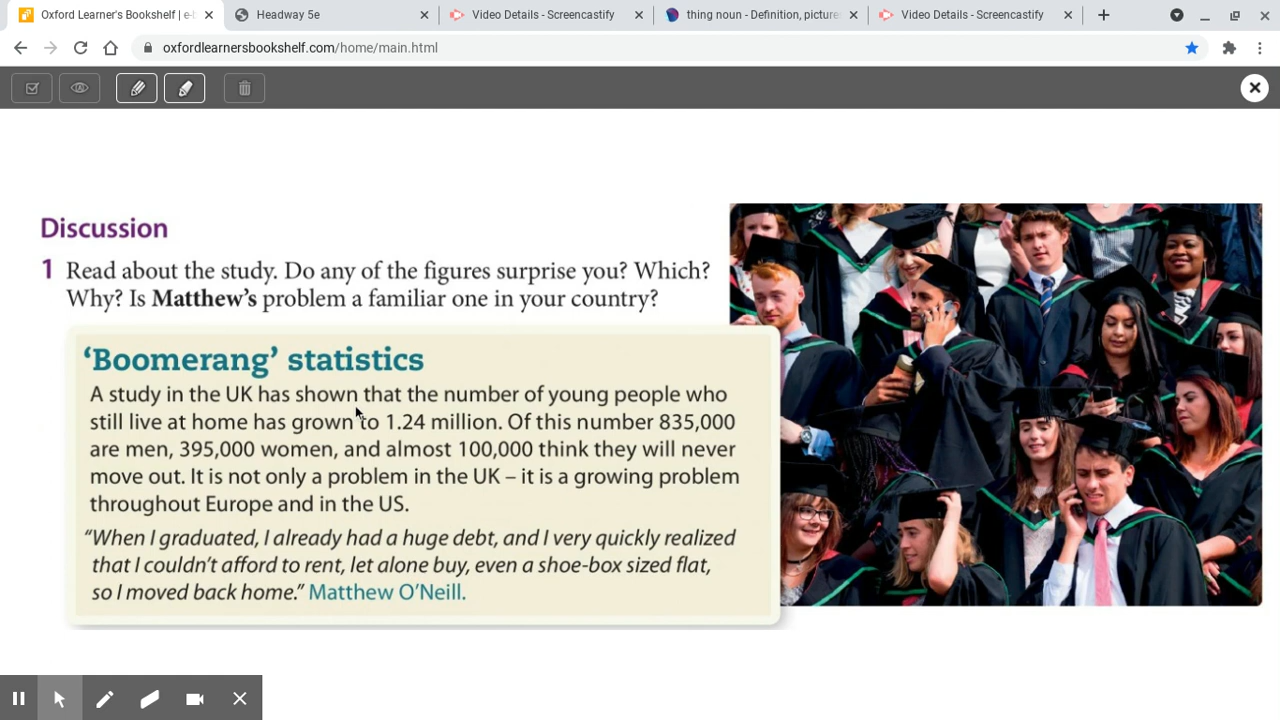 Oxford Learner's Bookshelf | e-b
Headway 5e
Video Details - Screencastify
thing noun - Definition, picture
Video Details - Screencastify
oxfordlearnersbookshelf.com/home/main.html
Discussion
1 Read about the study. Do any of the figures surprise you? Which?
Why? Is Matthew's problem a familiar one in your country?
'Boomerang' statistics
A study in the UK has shown that the number of young people who
still live at home has grown to 1.24 million. Of this number 835,000
are men, 395,000 women, and almost 100,000 think they will never
move out. It is not only a problem in the UK – it is a growing problem
throughout Europe and in the US.
"When I graduated, I already had a huge debt, and I very quickly realized
that I couldn't afford to rent, let alone buy, even a shoe-box sized flat,
so I moved back home." Matthew O'Neill.